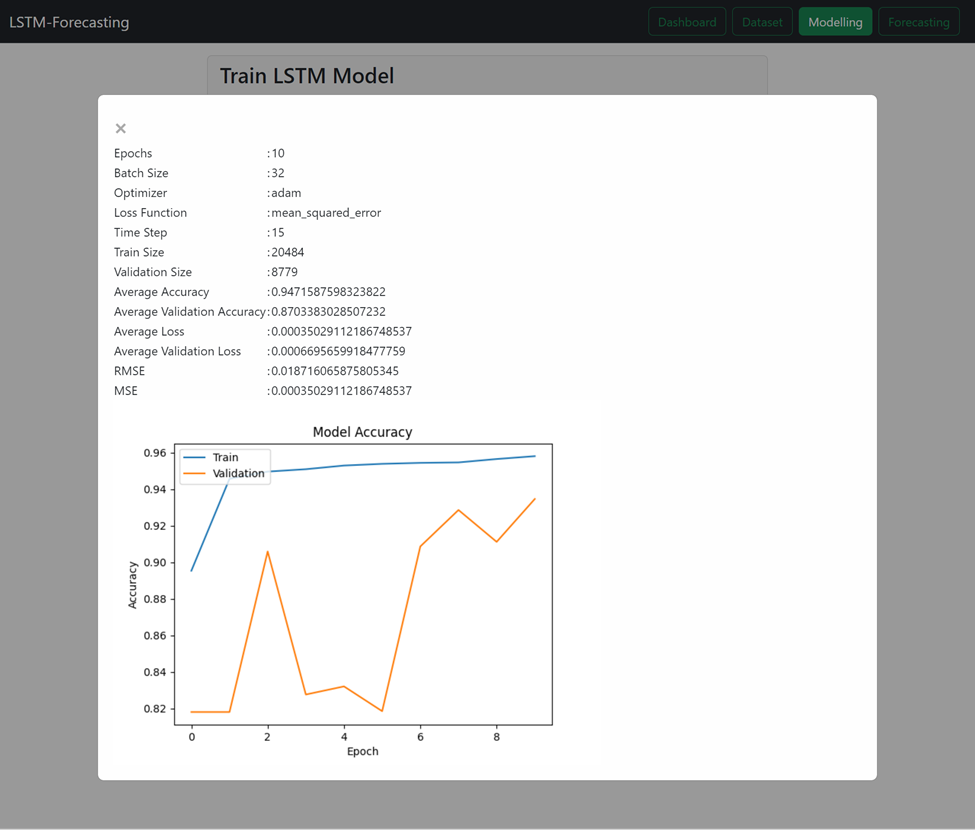 LSTM-Forecasting
Dashboard
Dataset
Modelling
Forecasting
Train LSTM Model
×
Epochs :10
Batch Size :32
Optimizer :adam
Loss Function :mean_squared_error
Time Step :15
Train Size :20484
Validation Size :8779
Average Accuracy :0.9471587598323822
Average Validation Accuracy:0.8703383028507232
Average Loss :0.00035029112186748537
Average Validation Loss :0.0006695659918477759
RMSE :0.018716065875805345
MSE :0.00035029112186748537
Model Accuracy
Train
Validation
0.96
0.94
0.92
0.90
0.88
0.86
0.84
0.82
Accuracy
0 2 4 6 8
Epoch